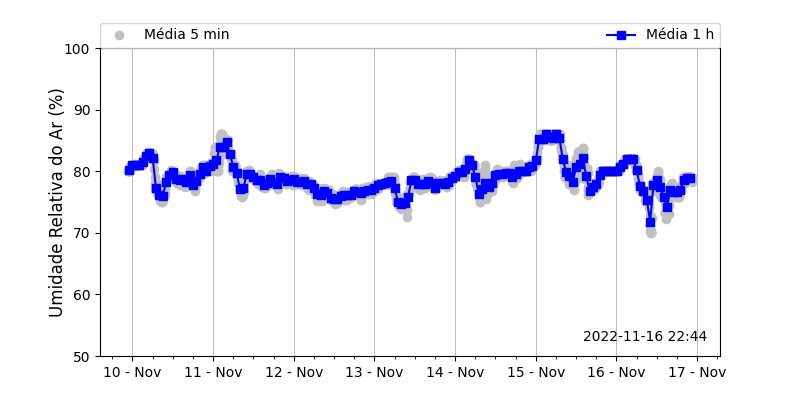 Média 5 min
Média 1 h
Umidade Relativa do Ar (%)
100
90
80
70
60
50
2022-11-16 22:44
10 - Nov
11 - Nov
12 - Nov
13 - Nov
14 - Nov
15 - Nov
16 - Nov
17 - Nov